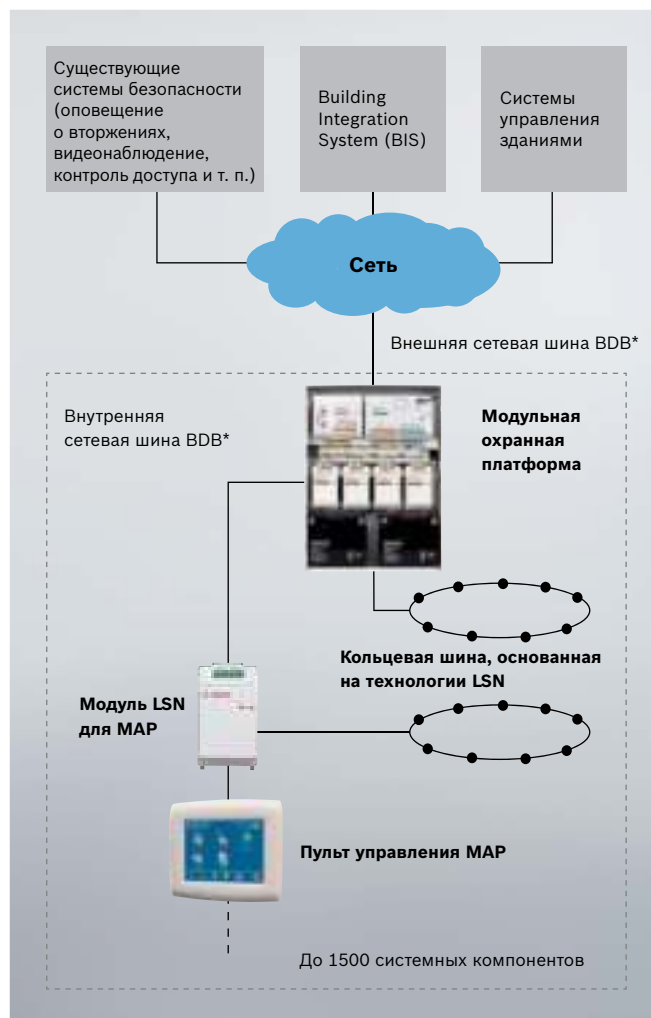 Существующие
системы безопасности
(оповещение
о вторжениях,
видеонаблюдение,
контроль доступа и т. п.)
Building
Integration
System (BIS)
Системы
управления
зданиями
Сеть
Внешняя сетевая шина BDB*
Внутренняя
сетевая шина BDB*
Модульная
охранная
платформа
Кольцевая шина, основанная
на технологии LSN
Модуль LSN
для MAP
Пульт управления MAP
До 1500 системных компонентов